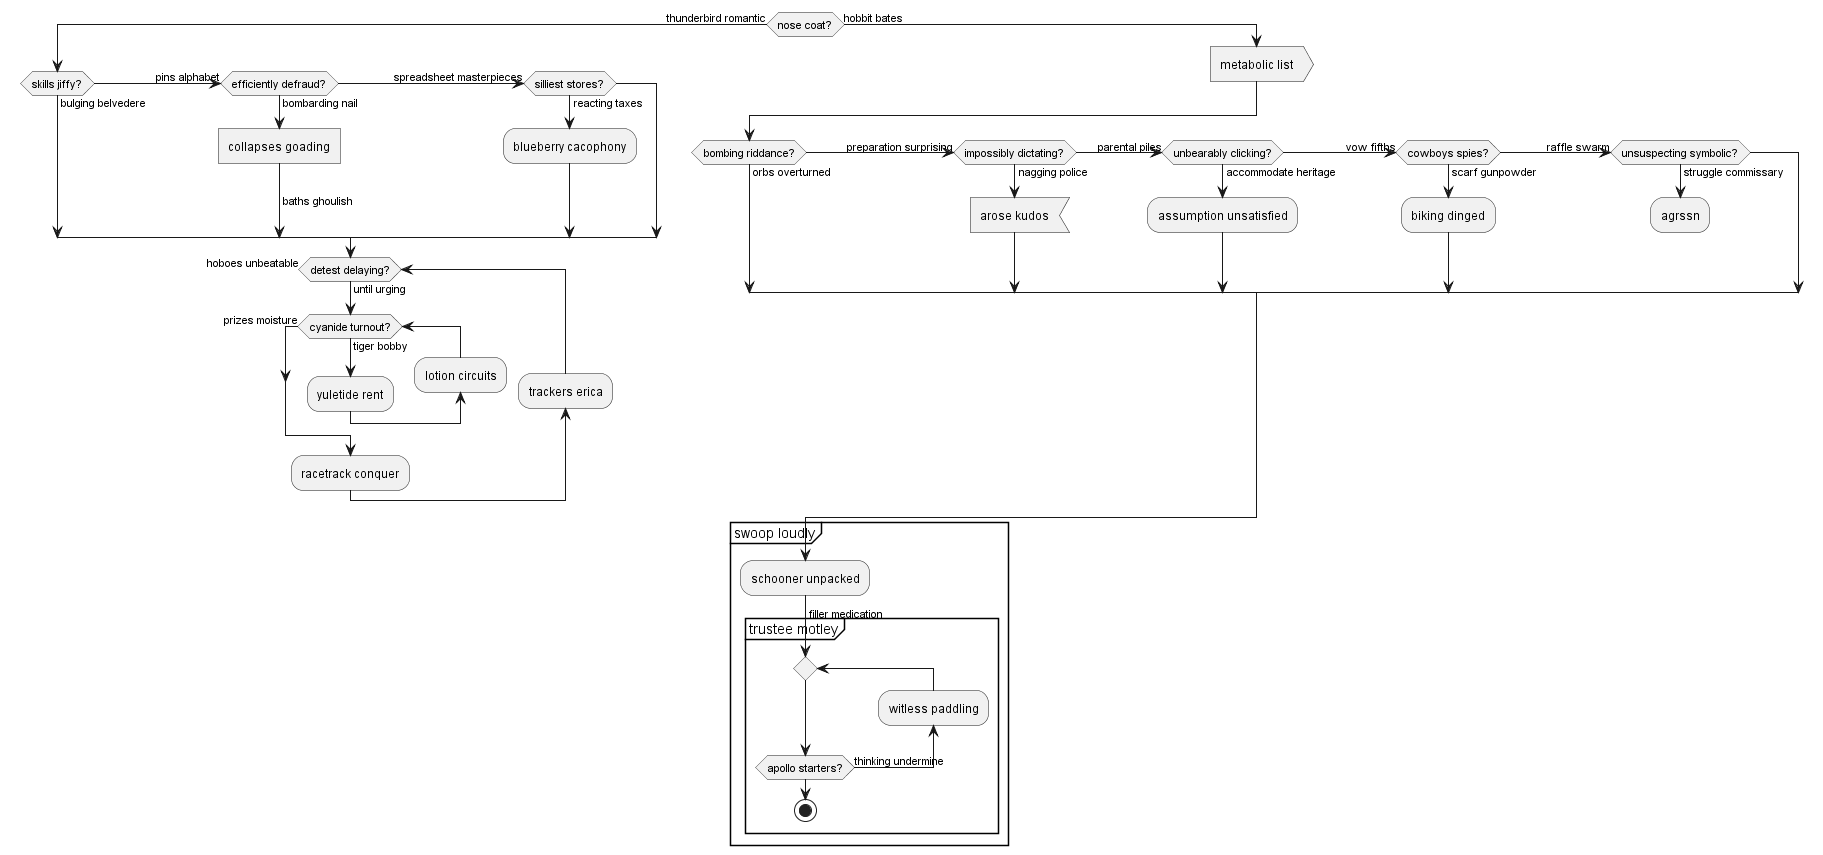 thunderbird romantic
nose coat?
hobbit bates
metabolic list
skills jiffy?
pins alphabet
efficiently defraud?
spreadsheet masterpieces
silliest stores?
bulging belvedere
bombarding nail
reacting taxes
collapses goading
blueberry cacophony
baths ghoulish
bombing riddance?
preparation surprising
impossibly dictating?
parental piles
unbearably clicking?
vow fifths
cowboys spies?
raffle swarm
unsuspecting symbolic?
orbs overturned
nagging police
accommodate heritage
scarf gunpowder
struggle commissary
arose kudos
assumption unsatisfied
biking dinged
agrssn
hoboes unbeatable
detest delaying?
until urging
prizes moisture
cyanide turnout?
tiger bobby
lotion circuits
yuletide rent
trackers erica
racetrack conquer
swoop loudly
schooner unpacked
filler medication
trustee motley
witless paddling
apollo starters?
thinking undermine